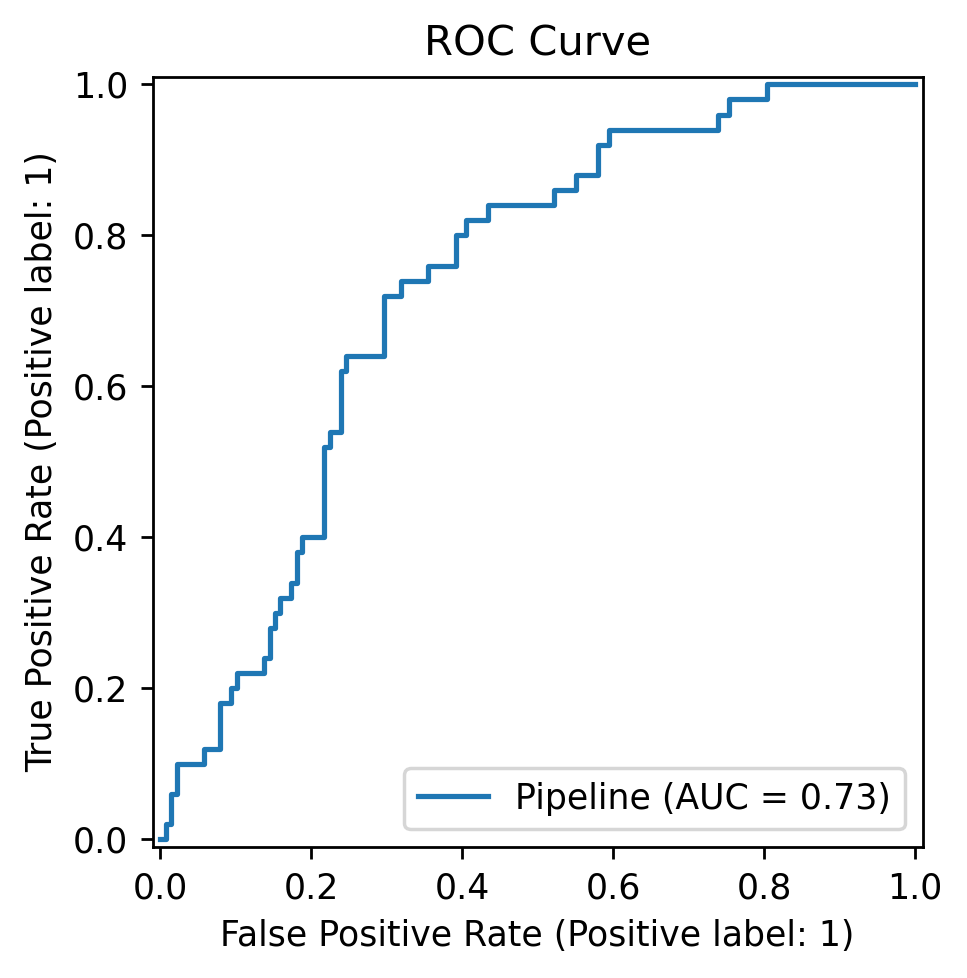 ROC Curve
True Positive Rate (Positive label: 1)
1.0
0.8
0.6
0.4
0.2
0.0
Pipeline (AUC = 0.73)
0.0 0.2 0.4 0.6 0.8 1.0
False Positive Rate (Positive label: 1)